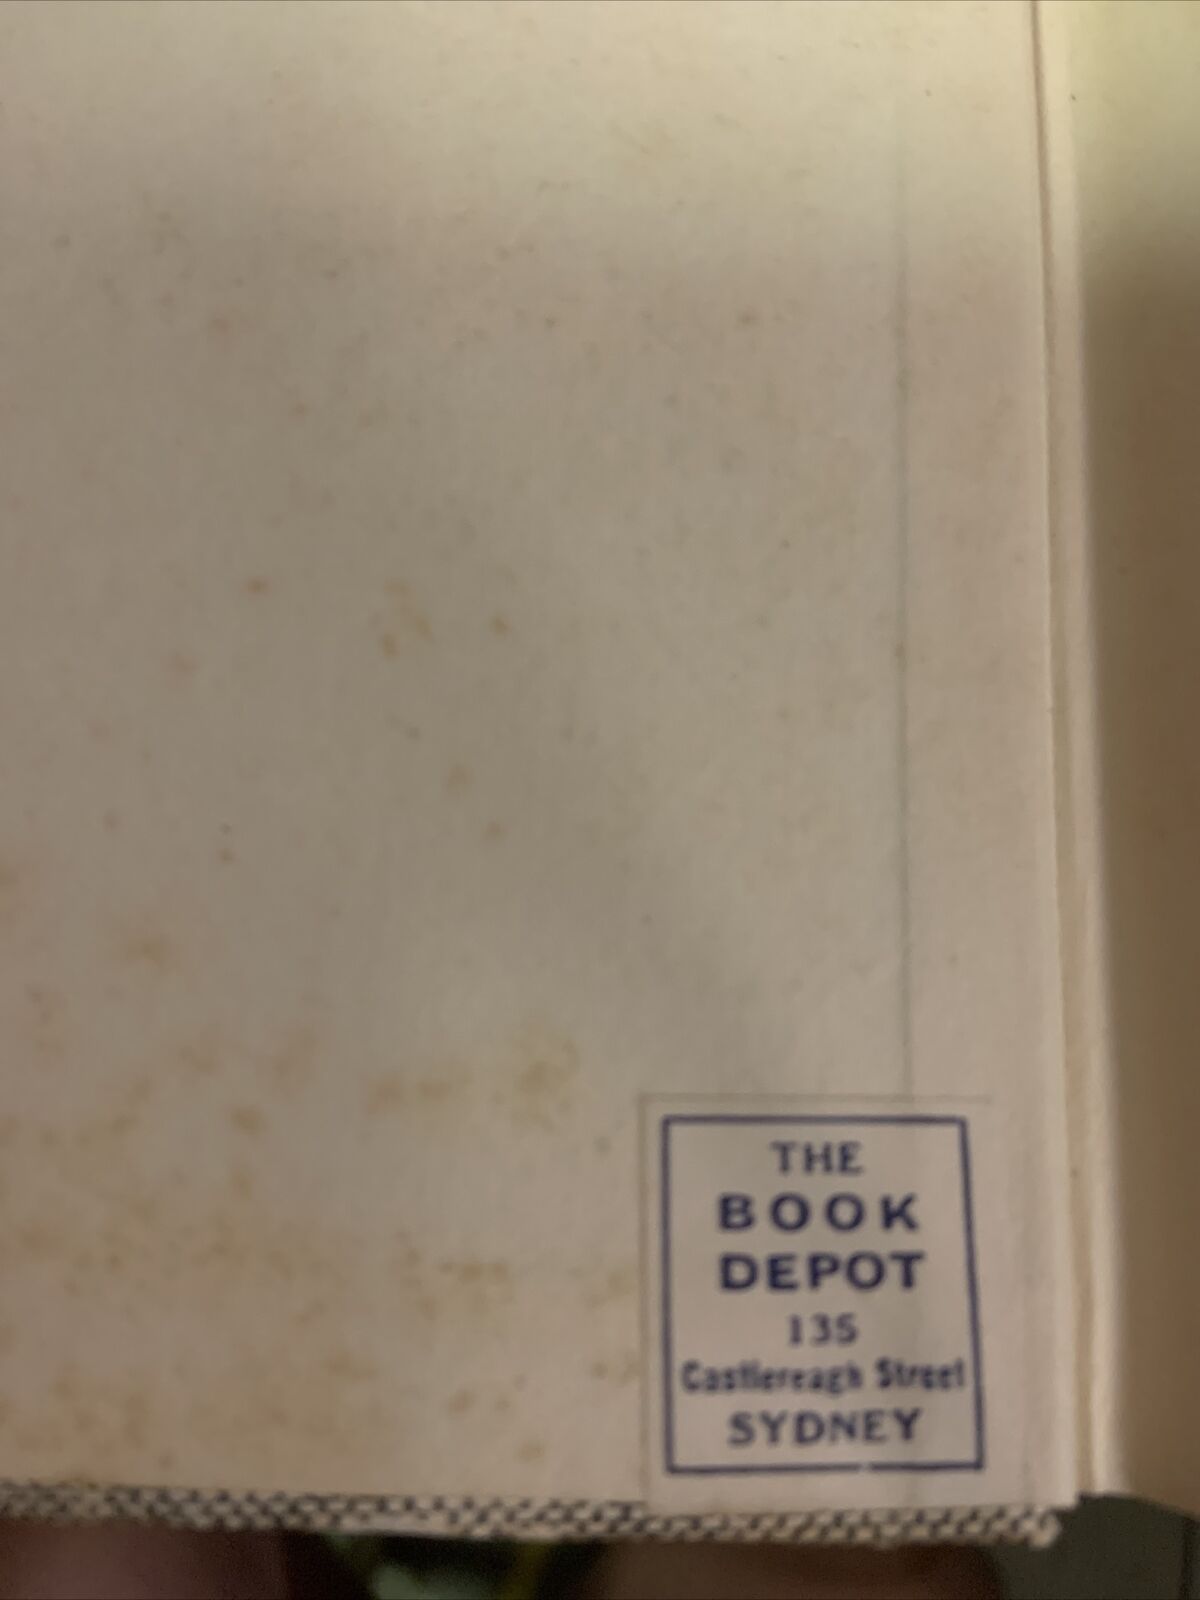 THE
BOOK
DEPOT
135
Castlereagh Street
SYDNEY